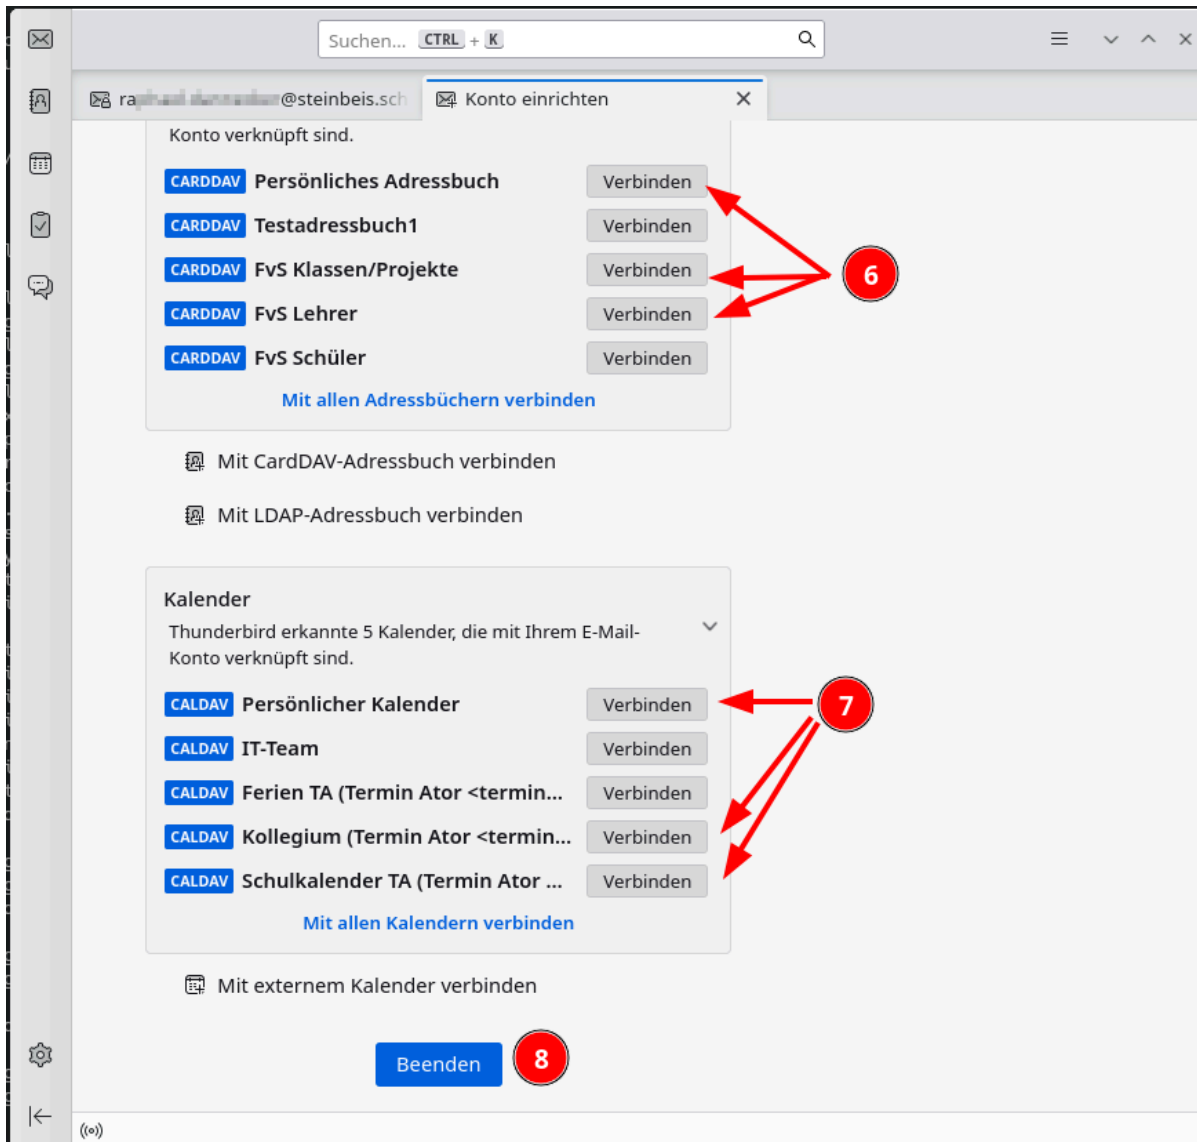 Suchen... CTRL + K
@steinbeis.sch
Konto einrichten
Konto verknüpft sind.
CARDDAV Persönliches Adressbuch Verbinden
CARDDAV Testadressbuch1 Verbinden
CARDDAV FvS Klassen/Projekte Verbinden
CARDDAV FvS Lehrer Verbinden
CARDDAV FvS Schüler Verbinden
6
Mit allen Adressbüchern verbinden
Mit CardDAV-Adressbuch verbinden
Mit LDAP-Adressbuch verbinden
Kalender
Thunderbird erkannte 5 Kalender, die mit Ihrem E-Mail-
Konto verknüpft sind.
CALDAV Persönlicher Kalender Verbinden
7
CALDAV IT-Team Verbinden
CALDAV Ferien TA (Termin Ator <termin... Verbinden
CALDAV Kollegium (Termin Ator <termin... Verbinden
CALDAV Schulkalender TA (Termin Ator ... Verbinden
Mit allen Kalendern verbinden
Mit externem Kalender verbinden
Beenden 8